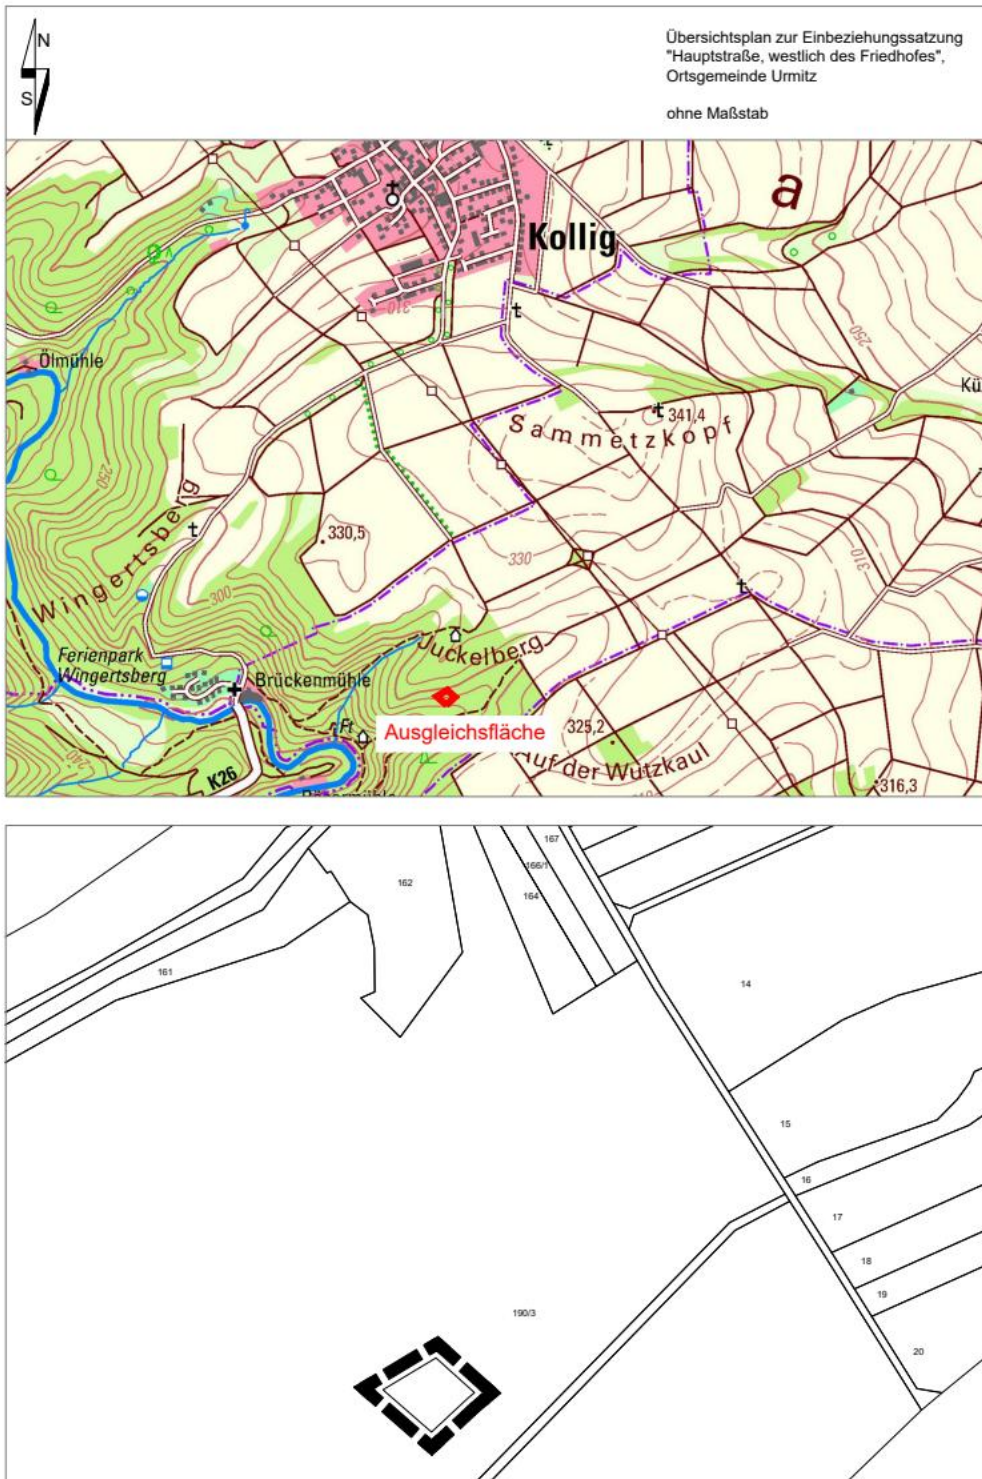 N
S
Übersichtsplan zur Einbeziehungssatzung
"Hauptstraße, westlich des Friedhofes",
Ortsgemeinde Urmitz
ohne Maßstab
a
Kollig
310
250
Ölmühle
Kü
341,4
Sammetzkopf
250
330,5
330
310
Wingertsberg
300
Juckelberg
Ferienpark
Wingertsberg
Brückenmühle
Ft
Ausgleichsfläche
325,2
Auf der Wutzkaul
240
K26
316,3
167
166/1
162
164
161
14
15
16
17
18
19
190/3
20